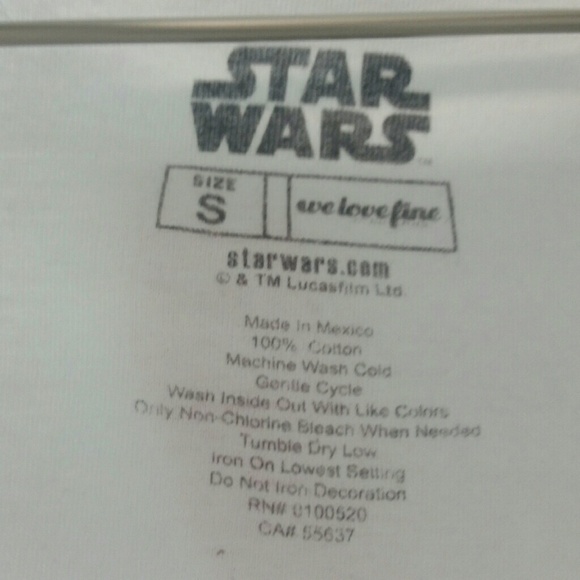 STAR
WARS
TM
SIZE
S
we love fine
starwars.com
© & TM Lucasfilm Ltd.
Made In Mexico
100% Cotton
Machine Wash Cold
Gentle Cycle
Wash Inside Out With Like Colors
Only Non-Chlorine Bleach When Needed
Tumble Dry Low
Iron On Lowest Setting
Do Not Iron Decoration
RN#
CA# 55637